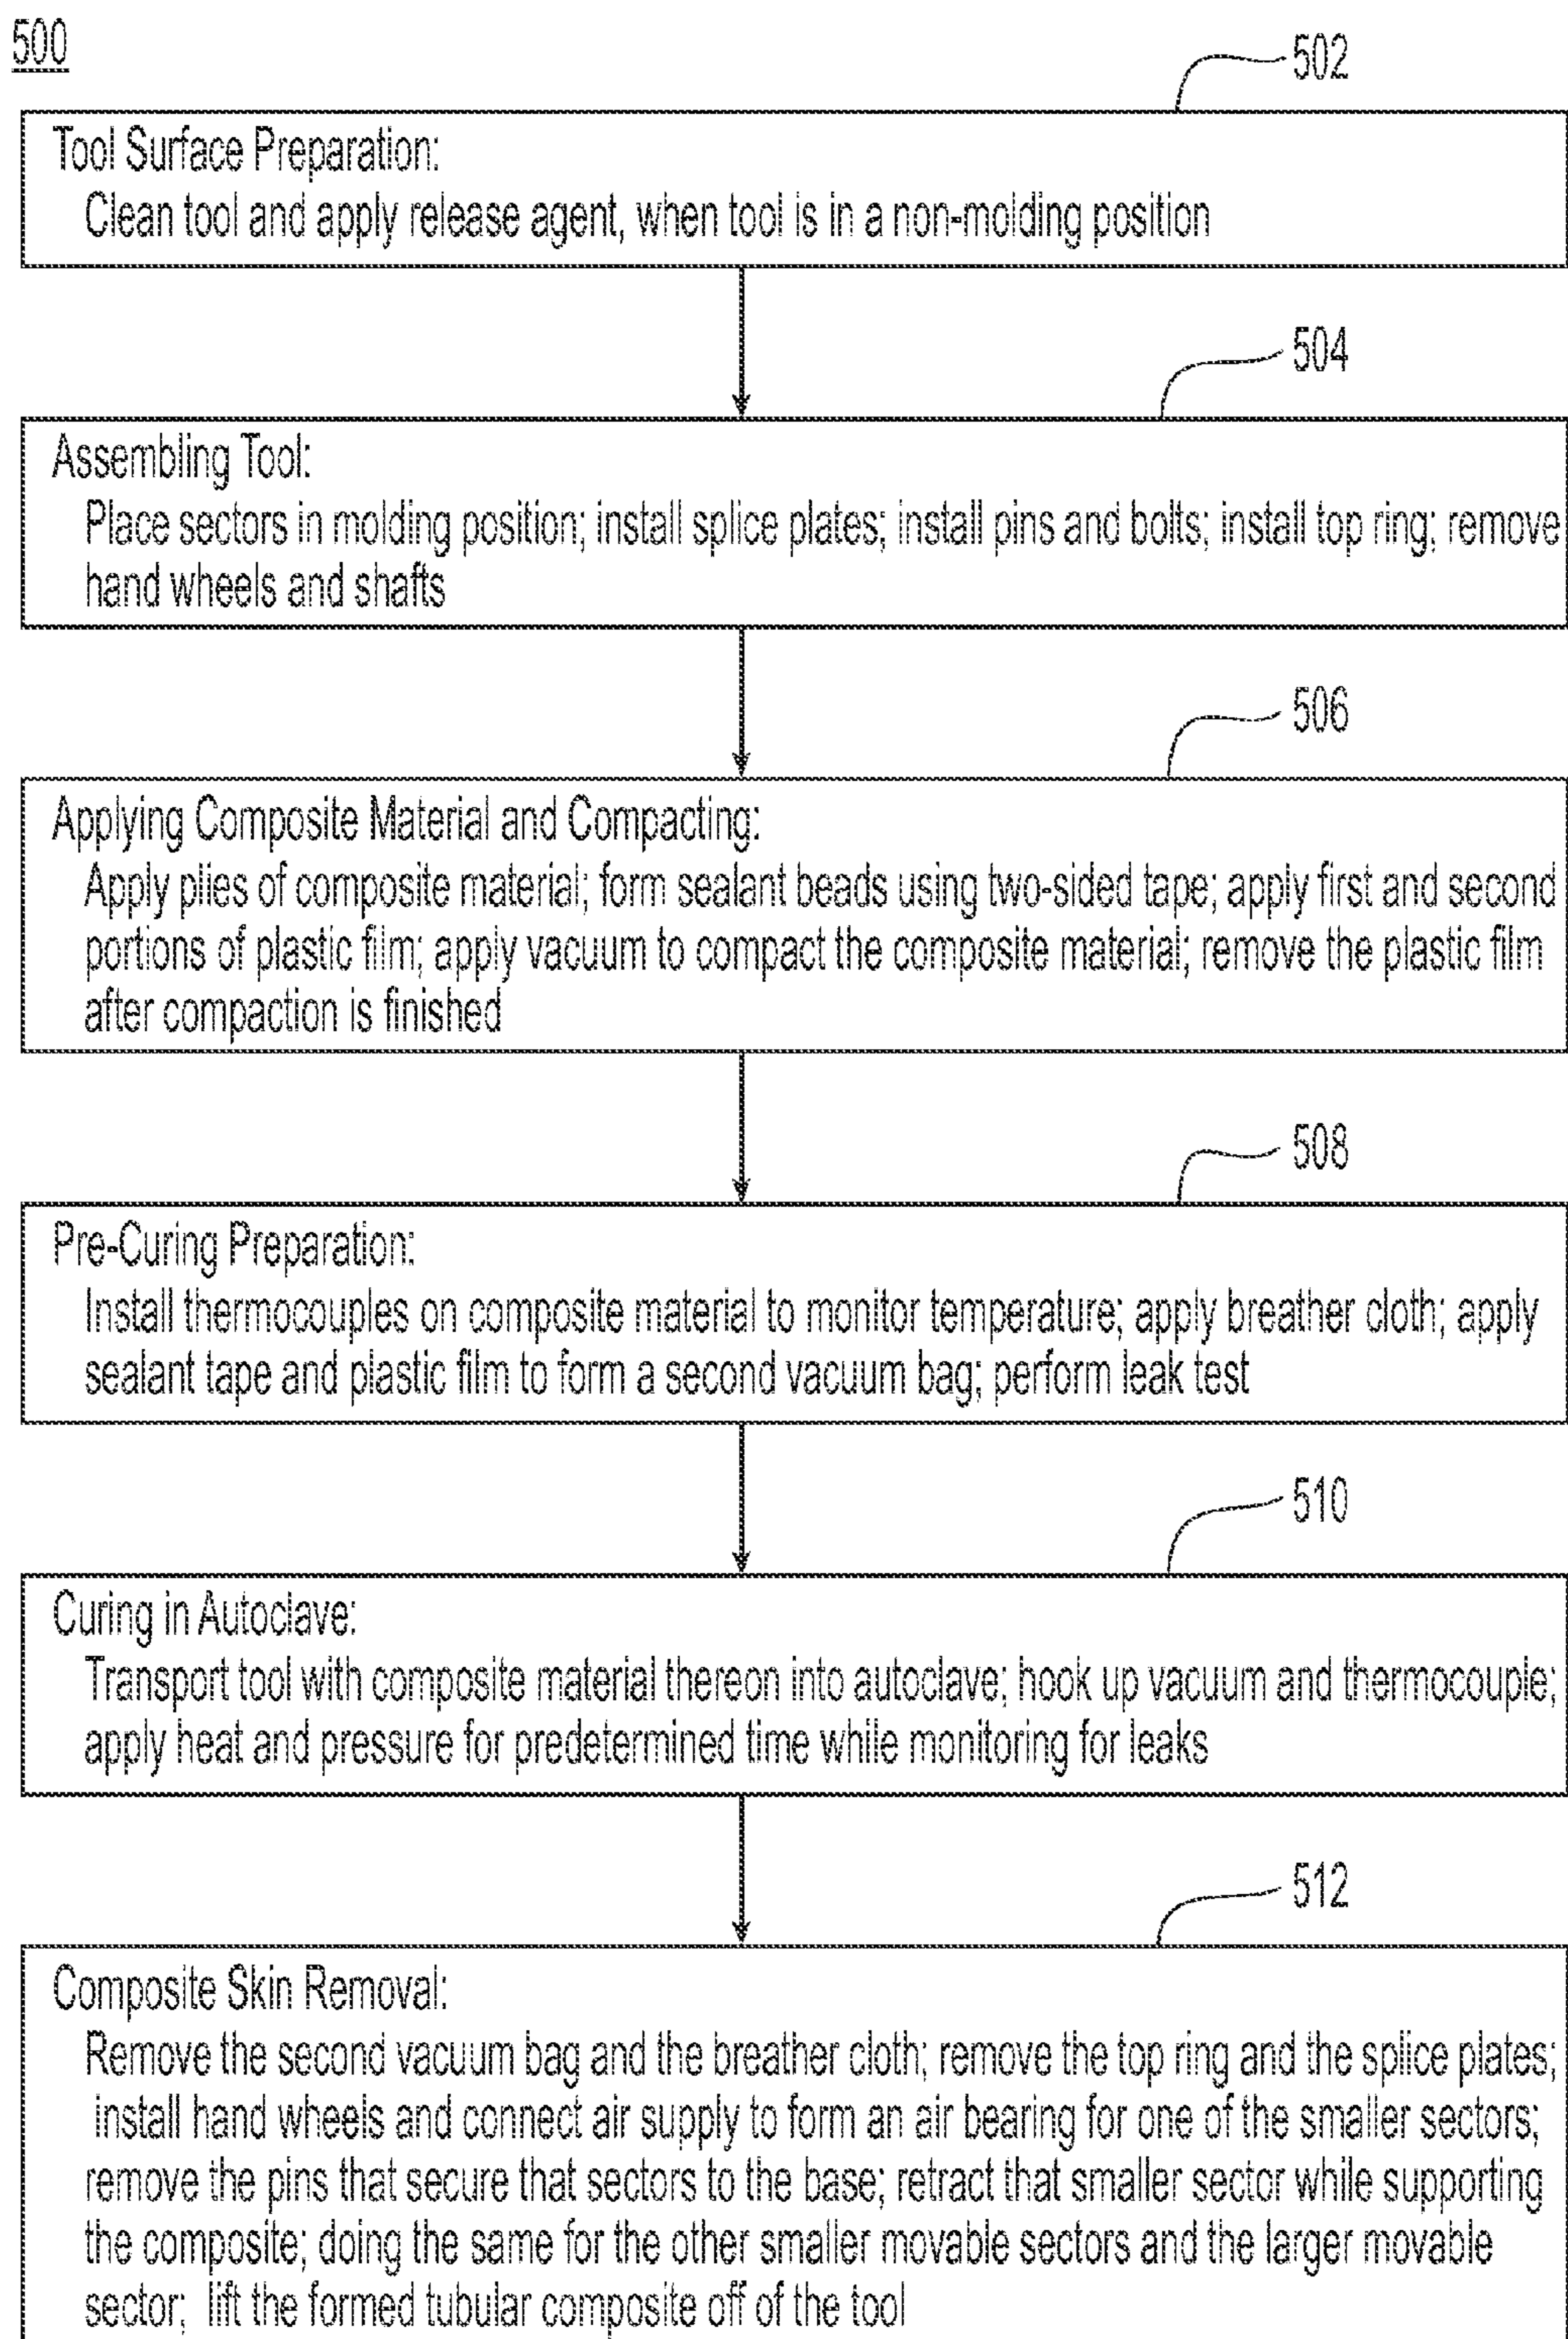 500
502
Tool Surface Preparation:
Clean tool and apply release agent, when tool is in a non-molding position
504
Assembling Tool:
Place sectors in molding position; install splice plates; install pins and bolts; install top ring; remove
hand wheels and shafts
506
Applying Composite Material and Compacting:
Apply plies of composite material; form sealant beads using two-sided tape; apply first and second
portions of plastic film; apply vacuum to compact the composite material; remove the plastic film
after compaction is finished
508
Pre-Curing Preparation:
Install thermocouples on composite material to monitor temperature; apply breather cloth; apply
sealant tape and plastic film to form a second vacuum bag; perform leak test
510
Curing in Autoclave:
Transport tool with composite material thereon into autoclave; hook up vacuum and thermocouple;
apply heat and pressure for predetermined time while monitoring for leaks
512
Composite Skin Removal:
Remove the second vacuum bag and the breather cloth; remove the top ring and the splice plates;
install hand wheels and connect air supply to form an air bearing for one of the smaller sectors;
remove the pins that secure that sectors to the base; retract that smaller sector while supporting
the composite; doing the same for the other smaller movable sectors and the larger movable
sector; lift the formed tubular composite off of the tool